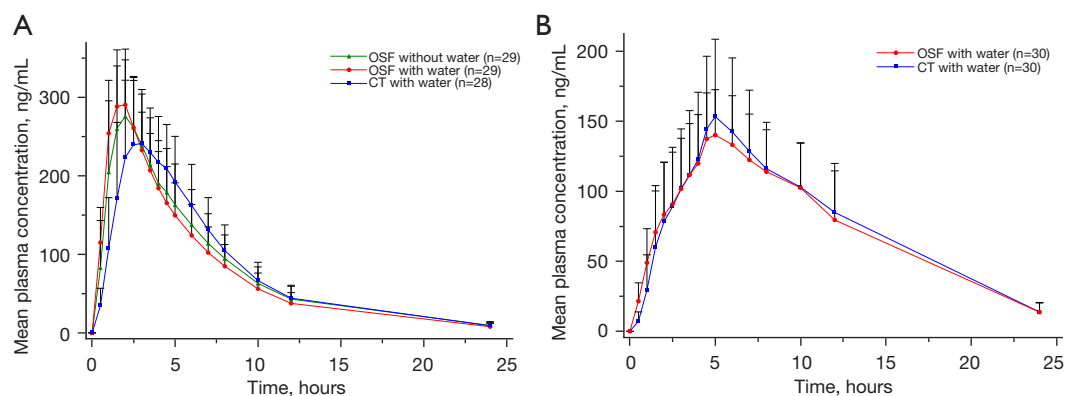 A
Mean plasma concentration, ng/mL
300
200
100
0
OSF without water (n=29)
OSF with water (n=29)
CT with water (n=28)
0 5 10 15 20 25
Time, hours
B
Mean plasma concentration, ng/mL
200
150
100
50
0
OSF with water (n=30)
CT with water (n=30)
0 5 10 15 20 25
Time, hours